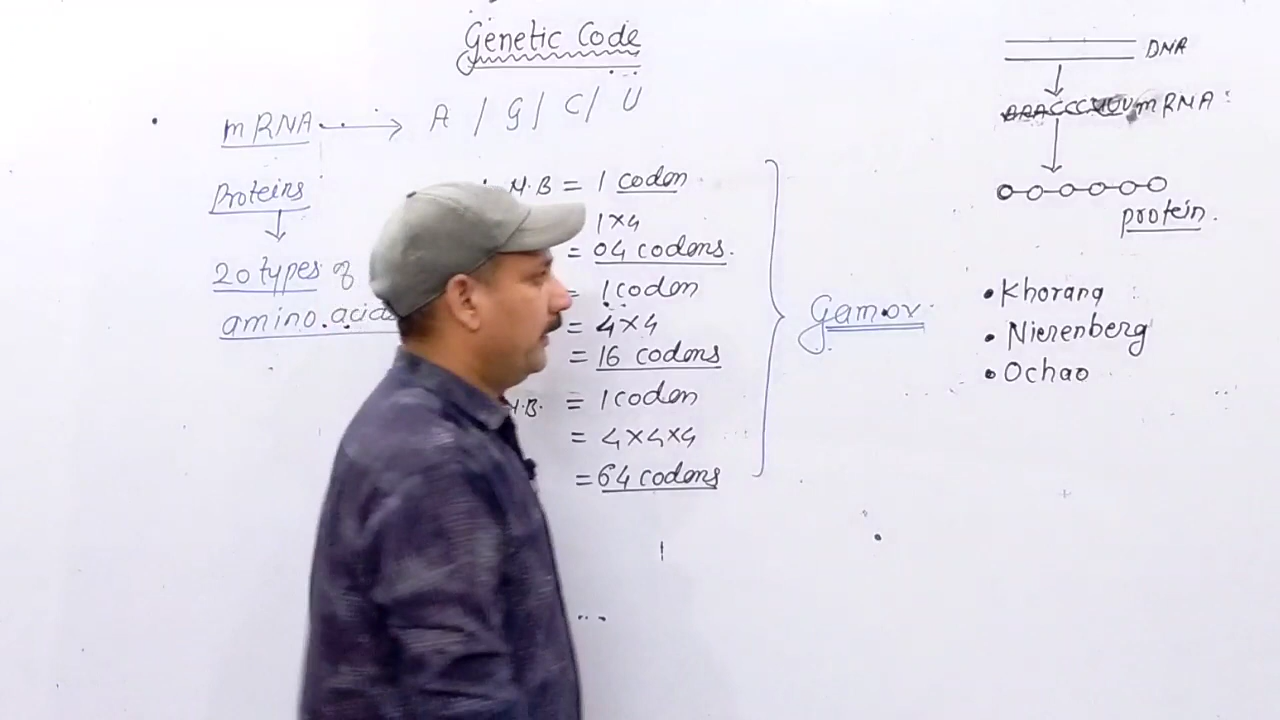 Genetic Code
mRNA → A / G / C / U
Proteins
20 types of
amino.acid
N.B = 1 codon
1×4
= 04 codons.
= 1 codon
= 4×4
= 16 codons
N.B. = 1 codon
= 4×4×4
= 64 codons
Gamov
DNA
mRNA
protein.
• Khorang
• Nierenberg
• Ochao